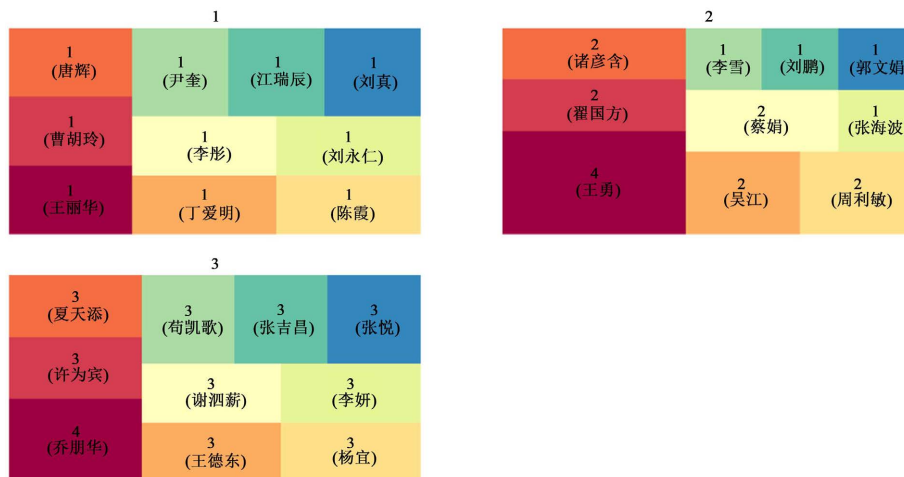 1
1
(唐辉)
1
(尹奎)
1
(江瑞辰)
1
(刘真)
1
(曹胡玲)
1
(李彤)
1
(刘永仁)
1
(王丽华)
1
(丁爱明)
1
(陈霞)
2
2
(诸彦含)
1
(李雪)
1
(刘鹏)
1
(郭文娟)
2
(翟国方)
2
(蔡娟)
1
(张海波)
4
(王勇)
2
(吴江)
2
(周利敏)
3
3
(夏天添)
3
(苟凯歌)
3
(张吉昌)
3
(张悦)
3
(许为宾)
3
(谢泗薪)
3
(李妍)
4
(乔朋华)
3
(王德东)
3
(杨宜)